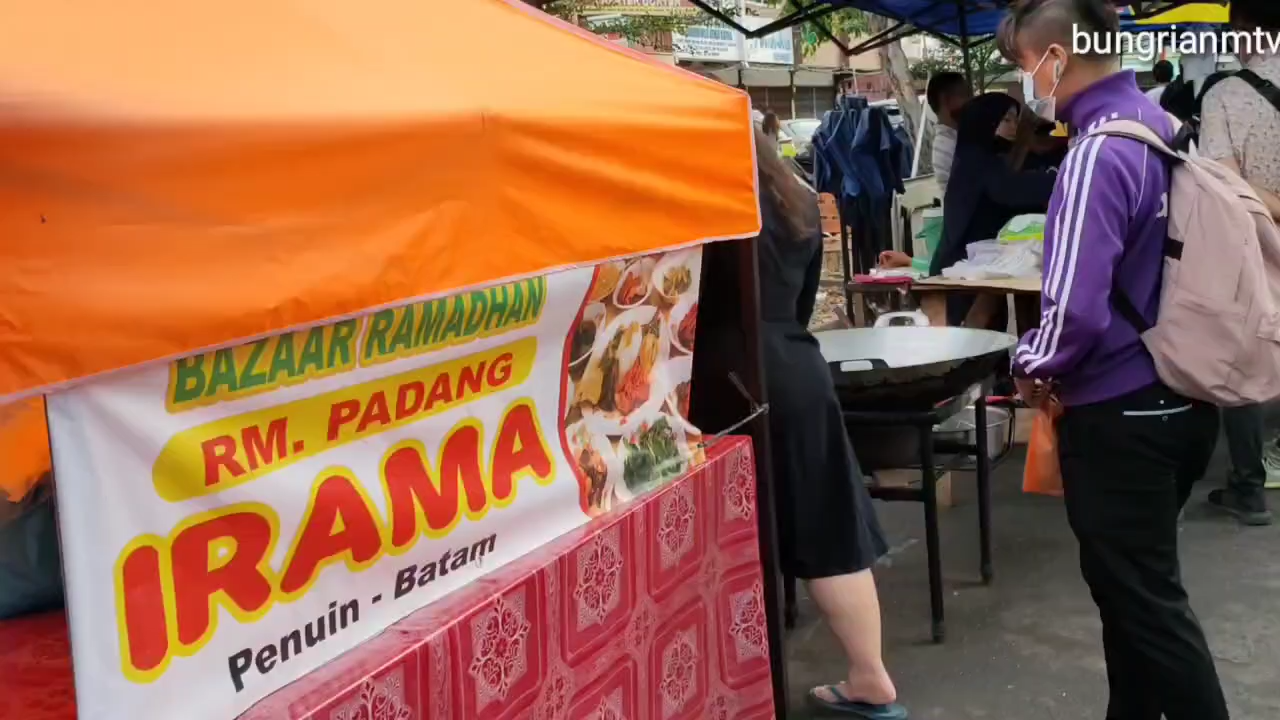 bungrianmtv
BAZAAR RAMADHAN
RM. PADANG
IRAMA
Penuin - Batam